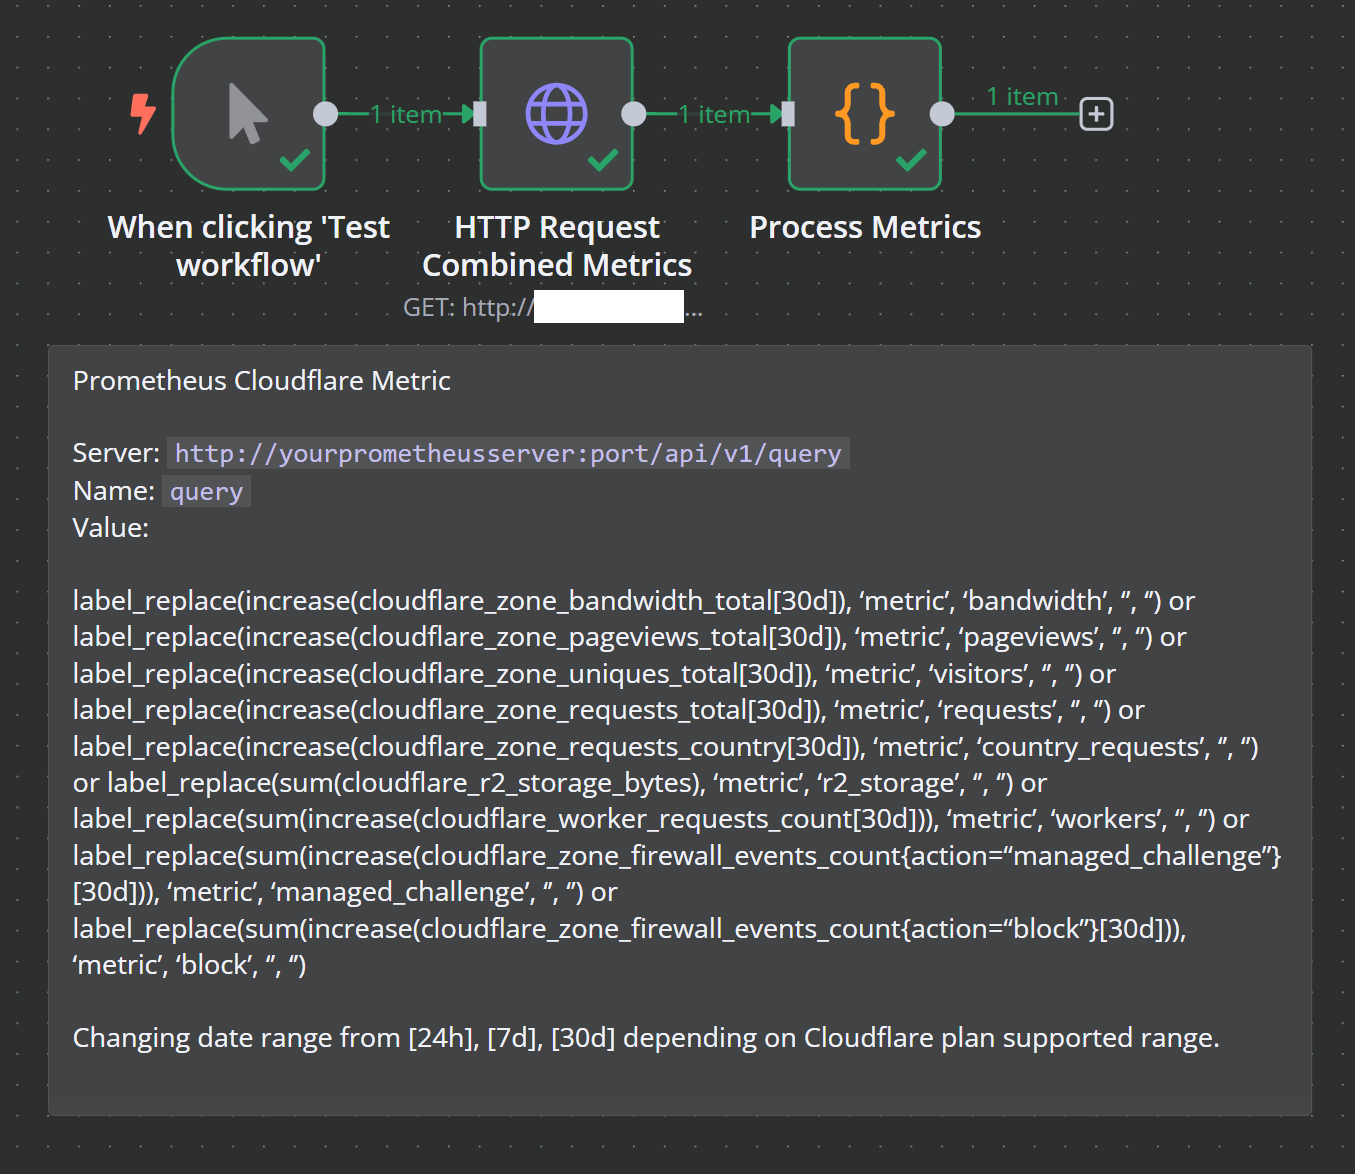 1 item
1 item
1 item
When clicking 'Test
workflow'
HTTP Request
Combined Metrics
GET: http://
...
Process Metrics
Prometheus Cloudflare Metric
Server: http://yourprometheusserver:port/api/v1/query
Name: query
Value:
label_replace(increase(cloudflare_zone_bandwidth_total[30d]), ‘metric’, ‘bandwidth’, ‘’, ‘’) or
label_replace(increase(cloudflare_zone_pageviews_total[30d]), ‘metric’, ‘pageviews’, ‘’, ‘’) or
label_replace(increase(cloudflare_zone_uniques_total[30d]), ‘metric’, ‘visitors’, ‘’, ‘’) or
label_replace(increase(cloudflare_zone_requests_total[30d]), ‘metric’, ‘requests’, ‘’, ‘’) or
label_replace(increase(cloudflare_zone_requests_country[30d]), ‘metric’, ‘country_requests’, ‘’, ‘’)
or label_replace(sum(cloudflare_r2_storage_bytes), ‘metric’, ‘r2_storage’, ‘’, ‘’) or
label_replace(sum(increase(cloudflare_worker_requests_count[30d])), ‘metric’, ‘workers’, ‘’, ‘’) or
label_replace(sum(increase(cloudflare_zone_firewall_events_count{action=“managed_challenge”}
[30d])), ‘metric’, ‘managed_challenge’, ‘’, ‘’) or
label_replace(sum(increase(cloudflare_zone_firewall_events_count{action=“block”}[30d])),
‘metric’, ‘block’, ‘’, ‘’)
Changing date range from [24h], [7d], [30d] depending on Cloudflare plan supported range.